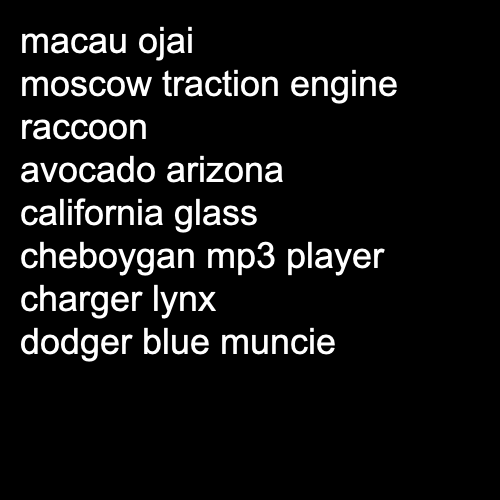 macau ojai
moscow traction engine
raccoon
avocado arizona
california glass
cheboygan mp3 player
charger lynx
dodger blue muncie